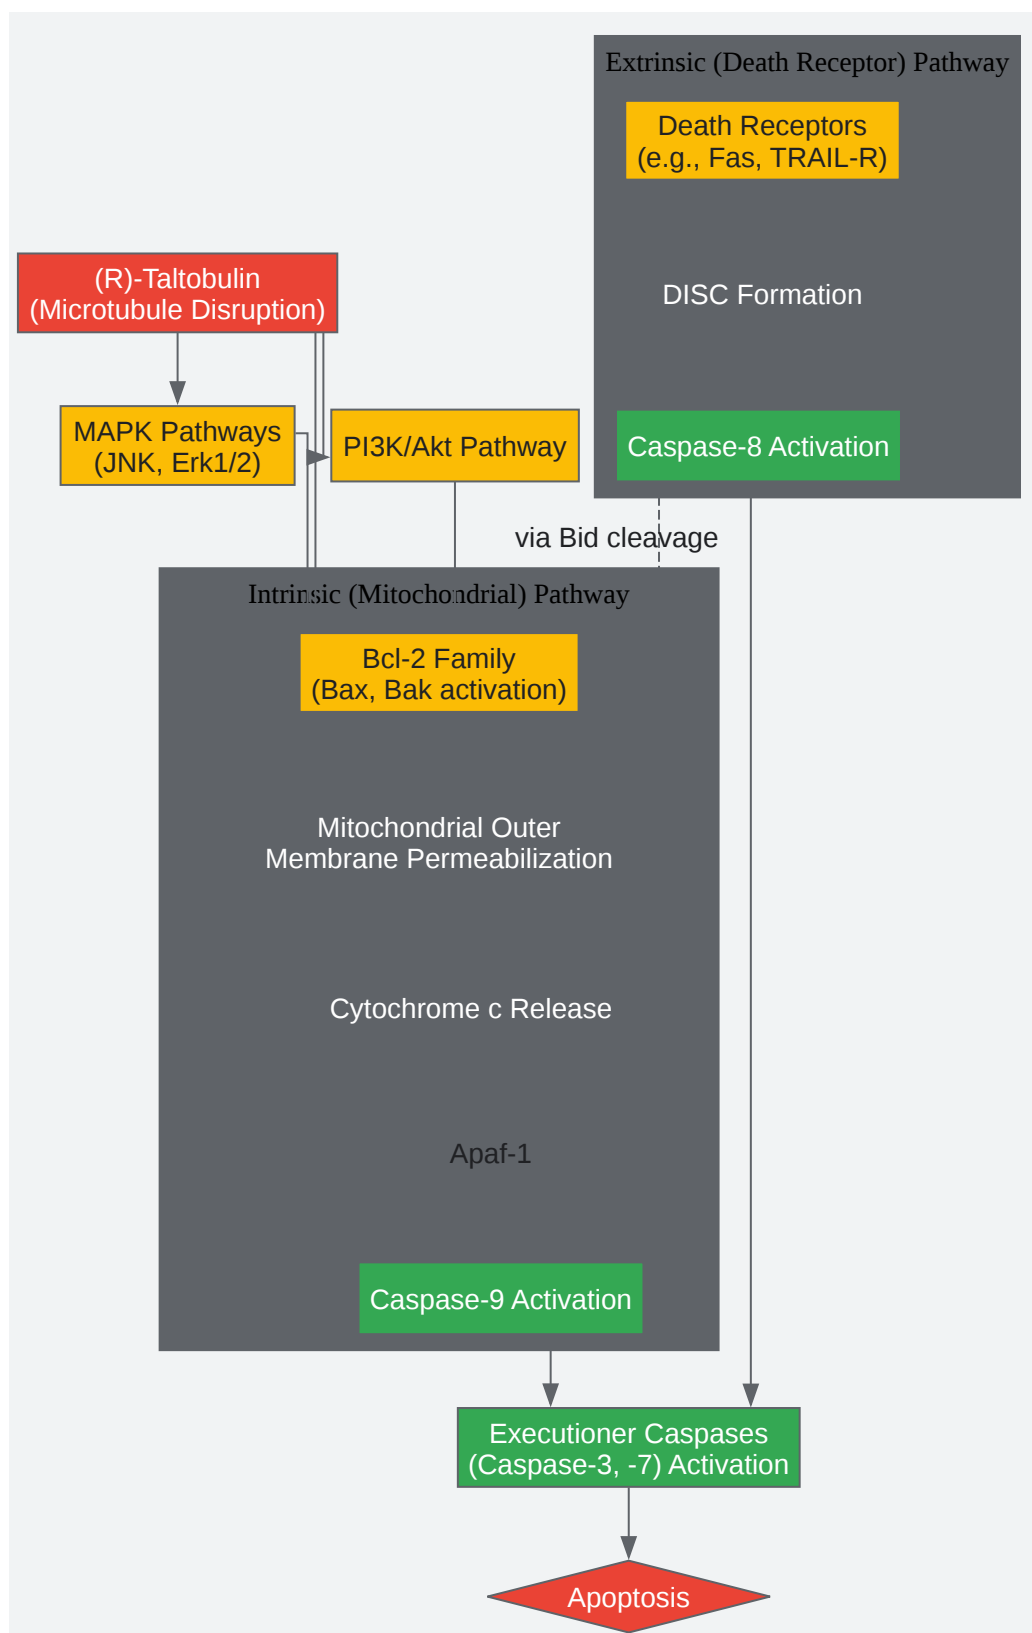 Extrinsic (Death Receptor) Pathway
Death Receptors
(e.g., Fas, TRAIL-R)
(R)-Taltobulin
(Microtubule Disruption)
DISC Formation
MAPK Pathways
(JNK, Erk1/2)
PI3K/Akt Pathway
Caspase-8 Activation
via Bid cleavage
Intrinsic (Mitochondrial) Pathway
Bcl-2 Family
(Bax, Bak activation)
Mitochondrial Outer
Membrane Permeabilization
Cytochrome c Release
Apaf-1
Caspase-9 Activation
Executioner Caspases
(Caspase-3, -7) Activation
Apoptosis